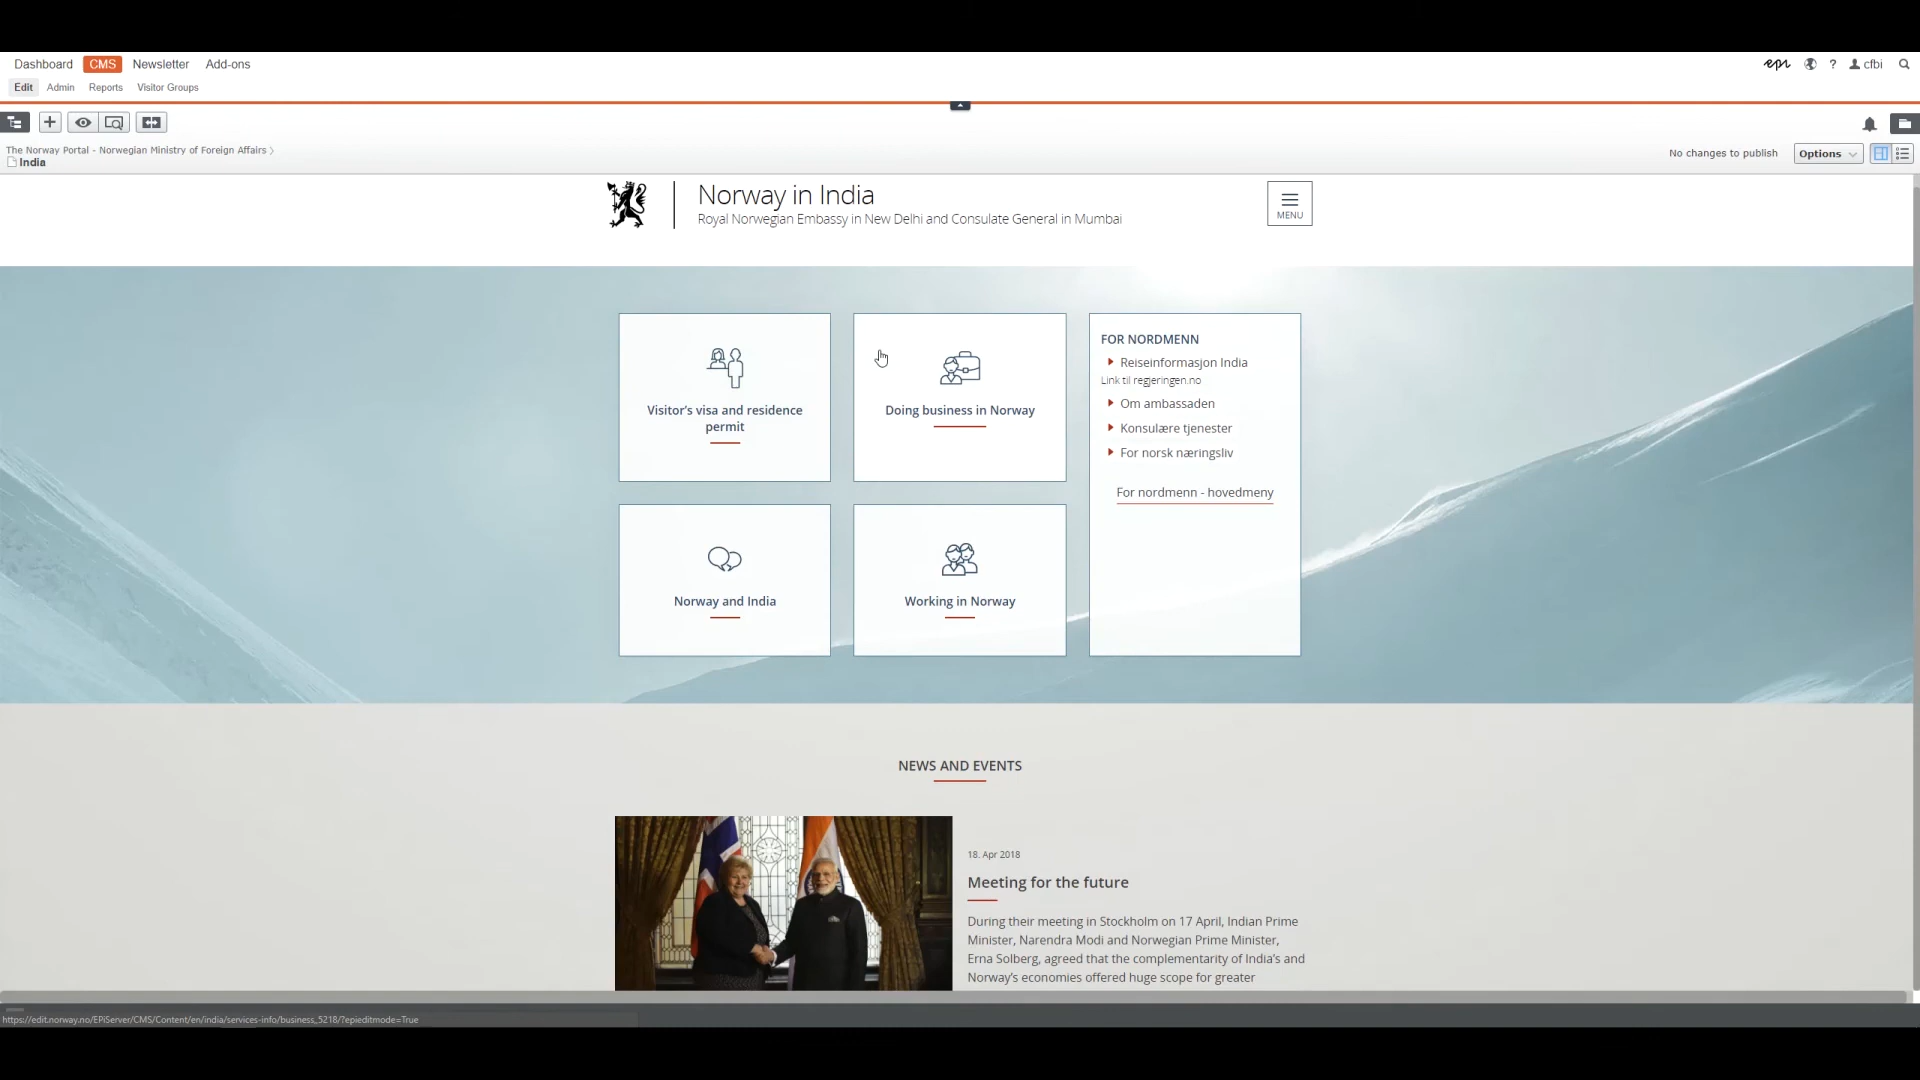 Dashboard CMS Newsletter Add-ons
epi ? cfbi
Edit Admin Reports Visitor Groups
The Norway Portal - Norwegian Ministry of Foreign Affairs >
India
No changes to publish Options
Norway in India
Royal Norwegian Embassy in New Delhi and Consulate General in Mumbai
MENU
Visitor's visa and residence
permit
Doing business in Norway
FOR NORDMENN
Reiseinformasjon India
Link til regjeringen.no
Om ambassaden
Konsulære tjenester
For norsk næringsliv
For nordmenn - hovedmeny
Norway and India
Working in Norway
NEWS AND EVENTS
18. Apr 2018
Meeting for the future
During their meeting in Stockholm on 17 April, Indian Prime
Minister, Narendra Modi and Norwegian Prime Minister,
Erna Solberg, agreed that the complementarity of India's and
Norway's economies offered huge scope for greater
https://edit.norway.no/EPiServer/CMS/Content/en/india/services-info/business_5218/?epieditmode=True